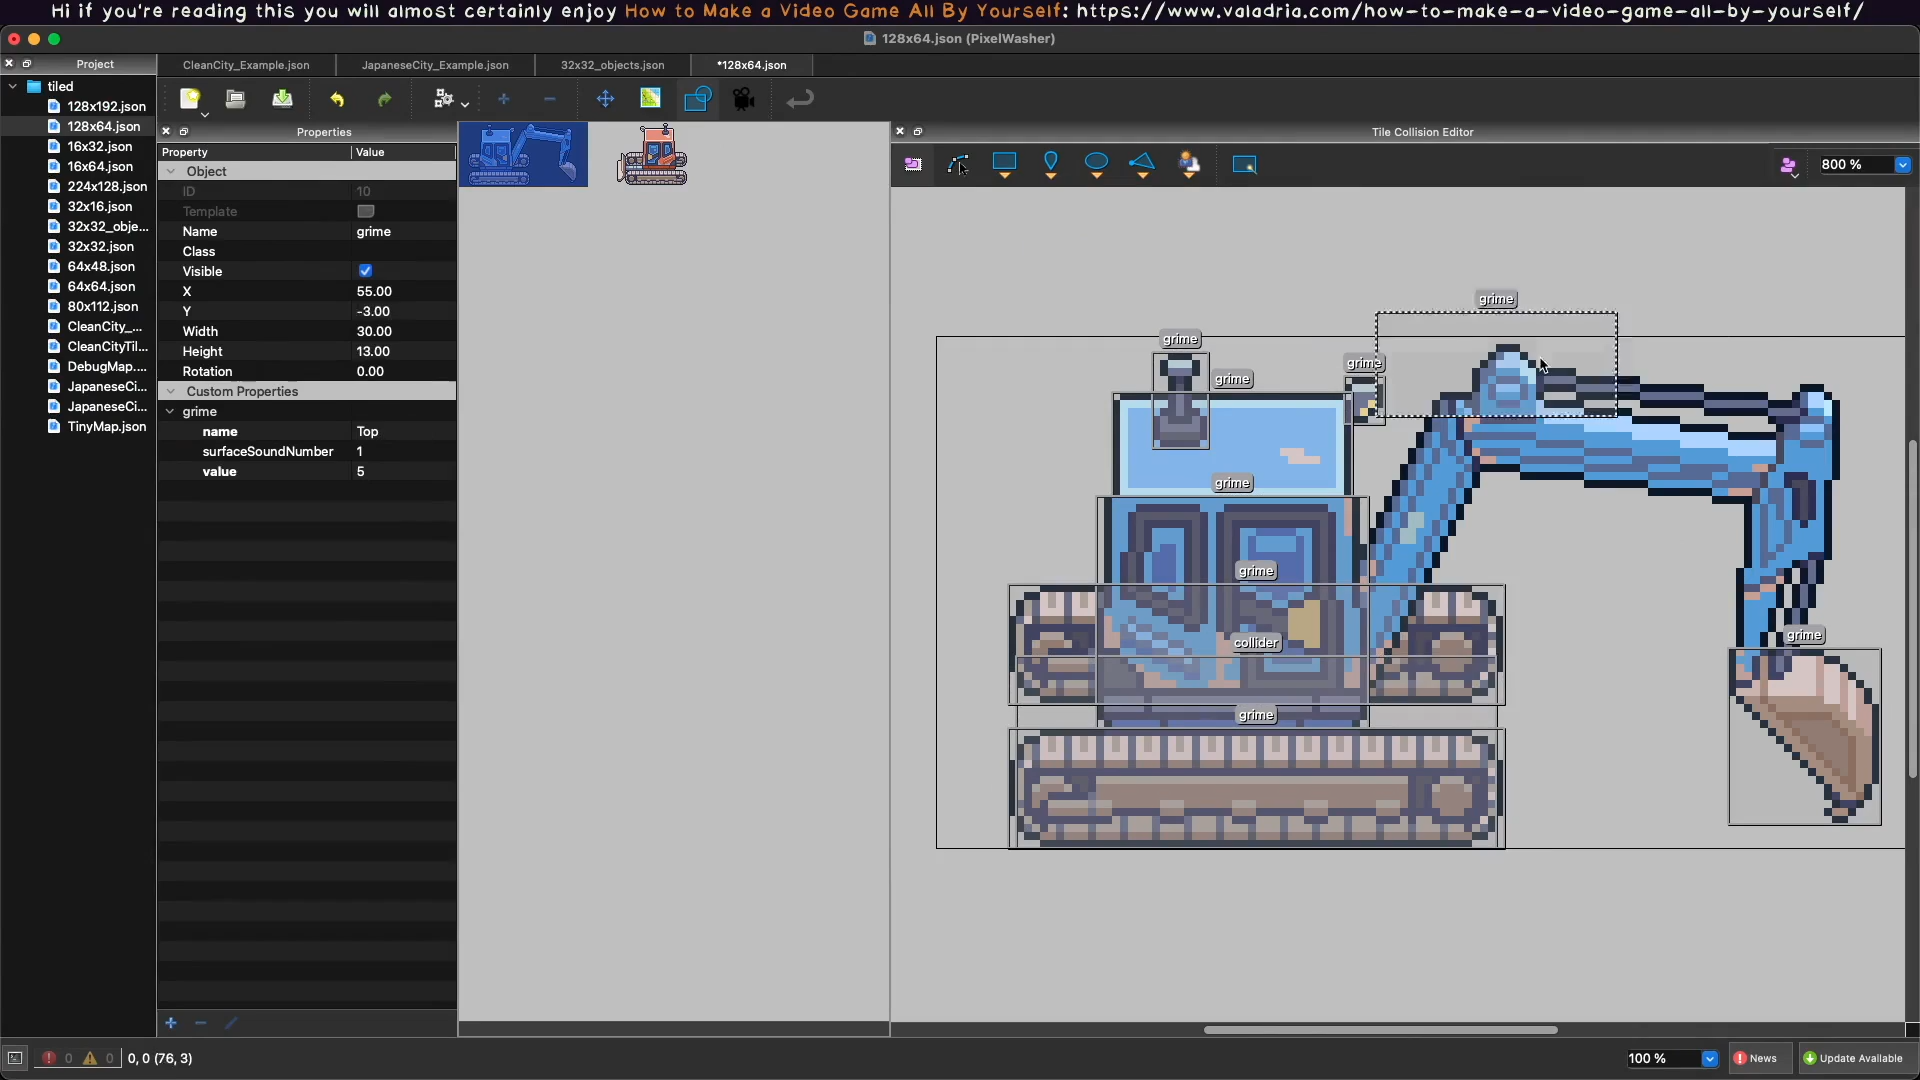 Hi if you're reading this you will almost certainly enjoy How to Make a Video Game All By Yourself: https://www.valadria.com/how-to-make-a-video-game-all-by-yourself/
128x64.json (PixelWasher)
Project
CleanCity_Example.json
JapaneseCity_Example.json
32x32_objects.json
*128x64.json
tiled
128x192.json
128x64.json
16x32.json
16x64.json
224x128.json
32x16.json
32x32_obje...
32x32.json
64x48.json
64x64.json
80x112.json
CleanCity_...
CleanCityTil...
DebugMap....
JapaneseCi...
JapaneseCi...
TinyMap.json
Properties
Property Value
Object
ID 10
Template
Name grime
Class
Visible
X 55.00
Y -3.00
Width 30.00
Height 13.00
Rotation 0.00
Custom Properties
grime
name Top
surfaceSoundNumber 1
value 5
Tile Collision Editor
800 %
grime
grime
grime
grime
grime
grime
collider
grime
grime
0 0 0, 0 (76, 3)
100 %
News
Update Available